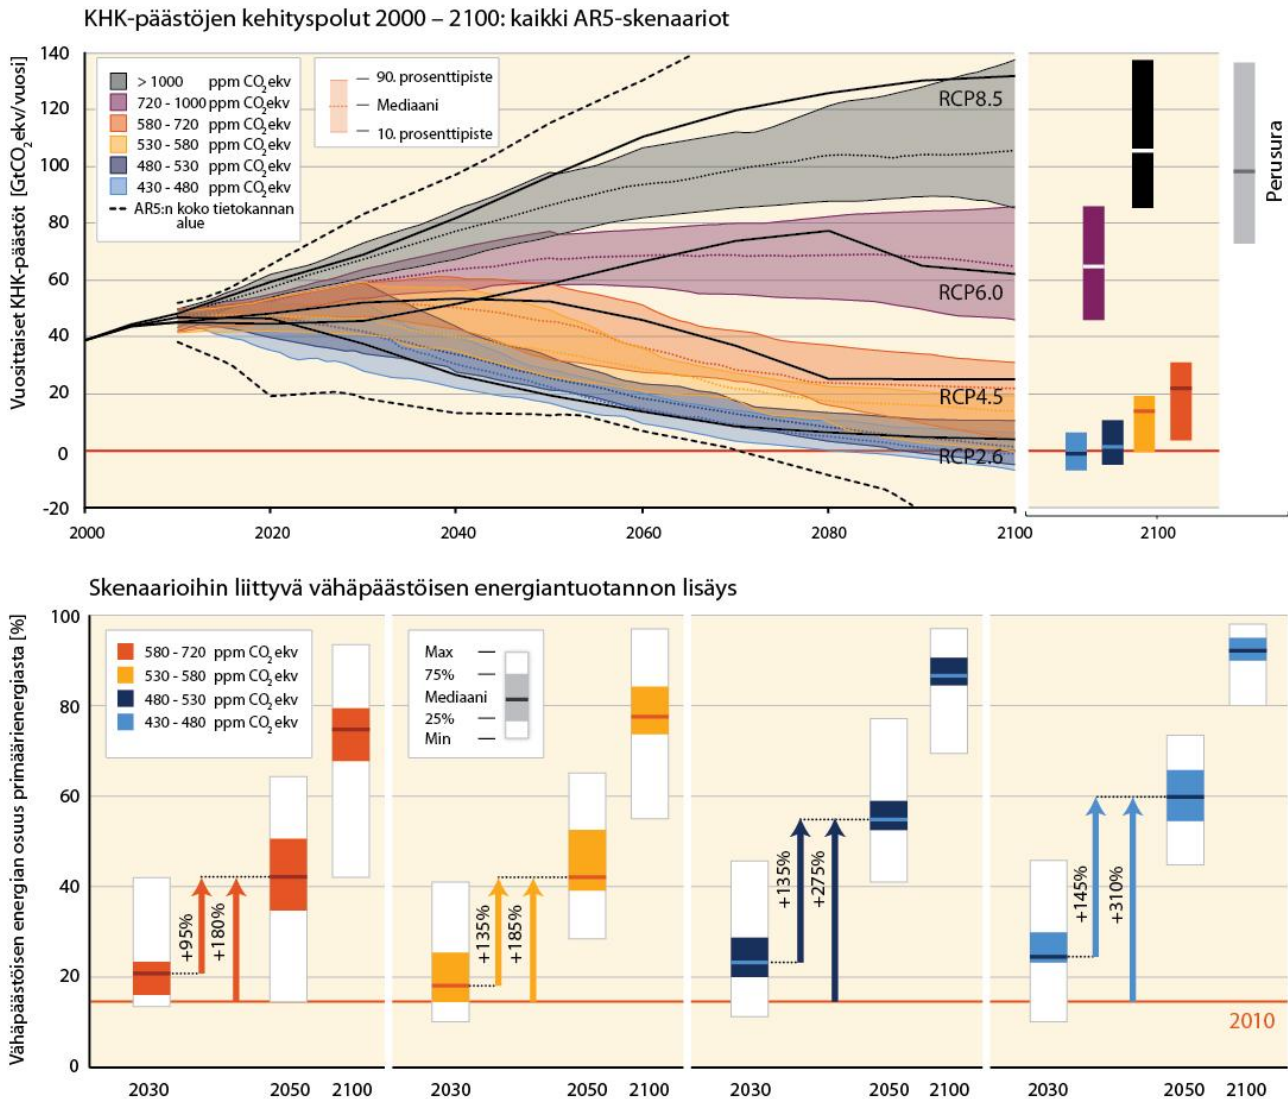 KHK-päästöjen kehityspolut 2000 – 2100: kaikki AR5-skenaariot
Vuosittaiset KHK-päästöt [GtCO2ekv/vuosi]
140
120
100
80
60
40
20
0
-20
> 1000 ppm CO2ekv
720 - 1000 ppm CO2ekv
580 - 720 ppm CO2ekv
530 - 580 ppm CO2ekv
480 - 530 ppm CO2ekv
430 - 480 ppm CO2ekv
AR5:n koko tietokannan
alue
90. prosenttipiste
Mediaani
10. prosenttipiste
RCP8.5
RCP6.0
RCP4.5
RCP2.6
Perusura
2000 2020 2040 2060 2080 2100 2100
Skenaarioihin liittyvä vähäpäästöisen energiantuotannon lisäys
Vähäpäästöisen energian osuus primäärienergiasta [%]
100
80
60
40
20
0
580 - 720 ppm CO2ekv
530 - 580 ppm CO2ekv
480 - 530 ppm CO2ekv
430 - 480 ppm CO2ekv
Max
75%
Mediaani
25%
Min
+95%
+180%
+135%
+185%
+135%
+275%
+145%
+310%
2010
2030 2050 2100 2030 2050 2100 2030 2050 2100 2030 2050 2100